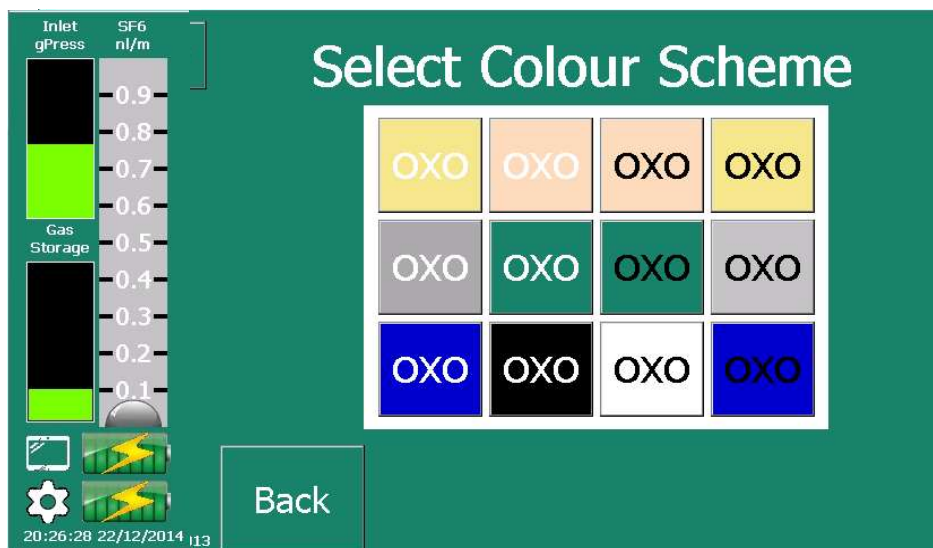 Inlet SF6
gPress nl/m
Select Colour Scheme
0.9
0.8
0.7
0.6
Gas
Storage
0.5
0.4
0.3
0.2
0.1
OXO OXO OXO OXO
OXO OXO OXO OXO
OXO OXO OXO OXO
Back
20:26:28 22/12/2014